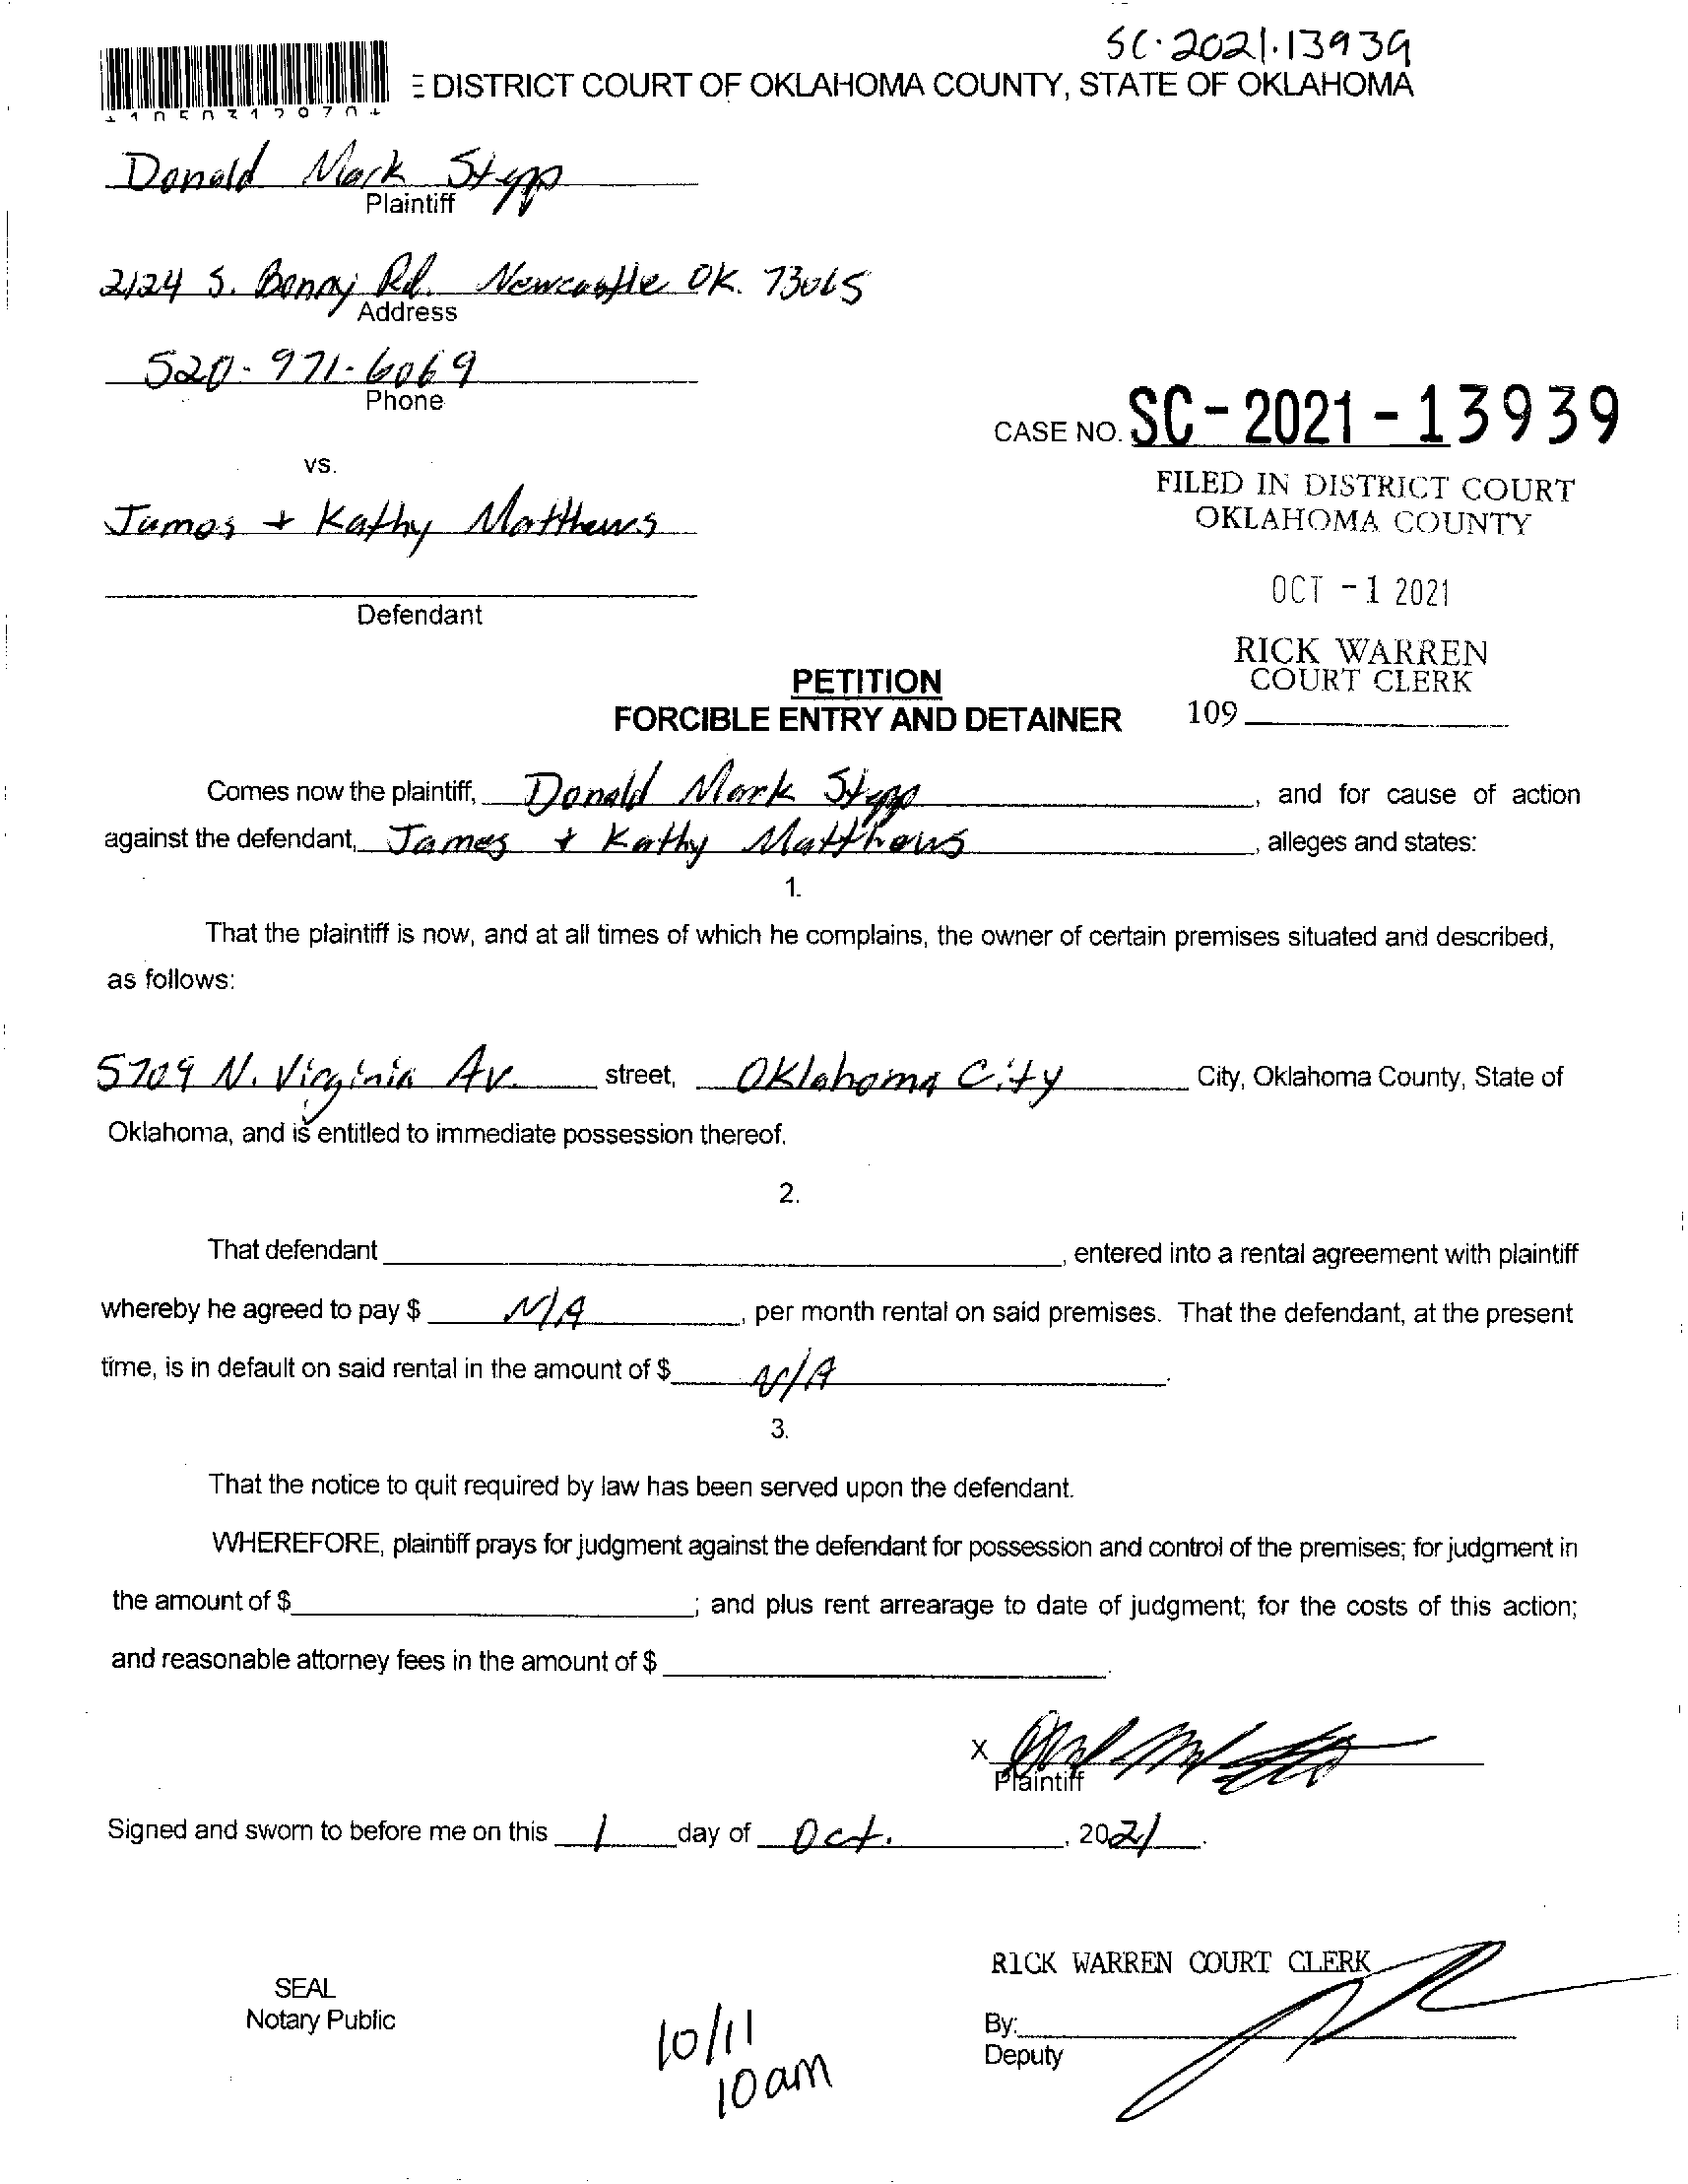 SC-2021-13939
E DISTRICT COURT OF OKLAHOMA COUNTY, STATE OF OKLAHOMA
Donald Mark Stepp
Plaintiff
2124 S. Bonny Rd. Newcastle OK. 73065
Address
520-971-6069
Phone
CASE NO. SC-2021-13939
vs.
FILED IN DISTRICT COURT
OKLAHOMA COUNTY
James + Kathy Matthews
OCT -1 2021
Defendant
RICK WARREN
COURT CLERK
109
PETITION
FORCIBLE ENTRY AND DETAINER
Comes now the plaintiff, Donald Mark Stepp, and for cause of action
against the defendant, James + Kathy Matthews, alleges and states:
1.
That the plaintiff is now, and at all times of which he complains, the owner of certain premises situated and described,
as follows:
5709 N. Virginia Av. street, Oklahoma City City, Oklahoma County, State of
Oklahoma, and is entitled to immediate possession thereof.
2.
That defendant , entered into a rental agreement with plaintiff
whereby he agreed to pay $ N/A, per month rental on said premises. That the defendant, at the present
time, is in default on said rental in the amount of $ N/A.
3.
That the notice to quit required by law has been served upon the defendant.
WHEREFORE, plaintiff prays for judgment against the defendant for possession and control of the premises; for judgment in
the amount of $ ; and plus rent arrearage to date of judgment; for the costs of this action;
and reasonable attorney fees in the amount of $ .
X
Plaintiff
Signed and sworn to before me on this 1 day of Oct., 2021.
RICK WARREN COURT CLERK
SEAL
Notary Public
By:
Deputy
10/11
10am